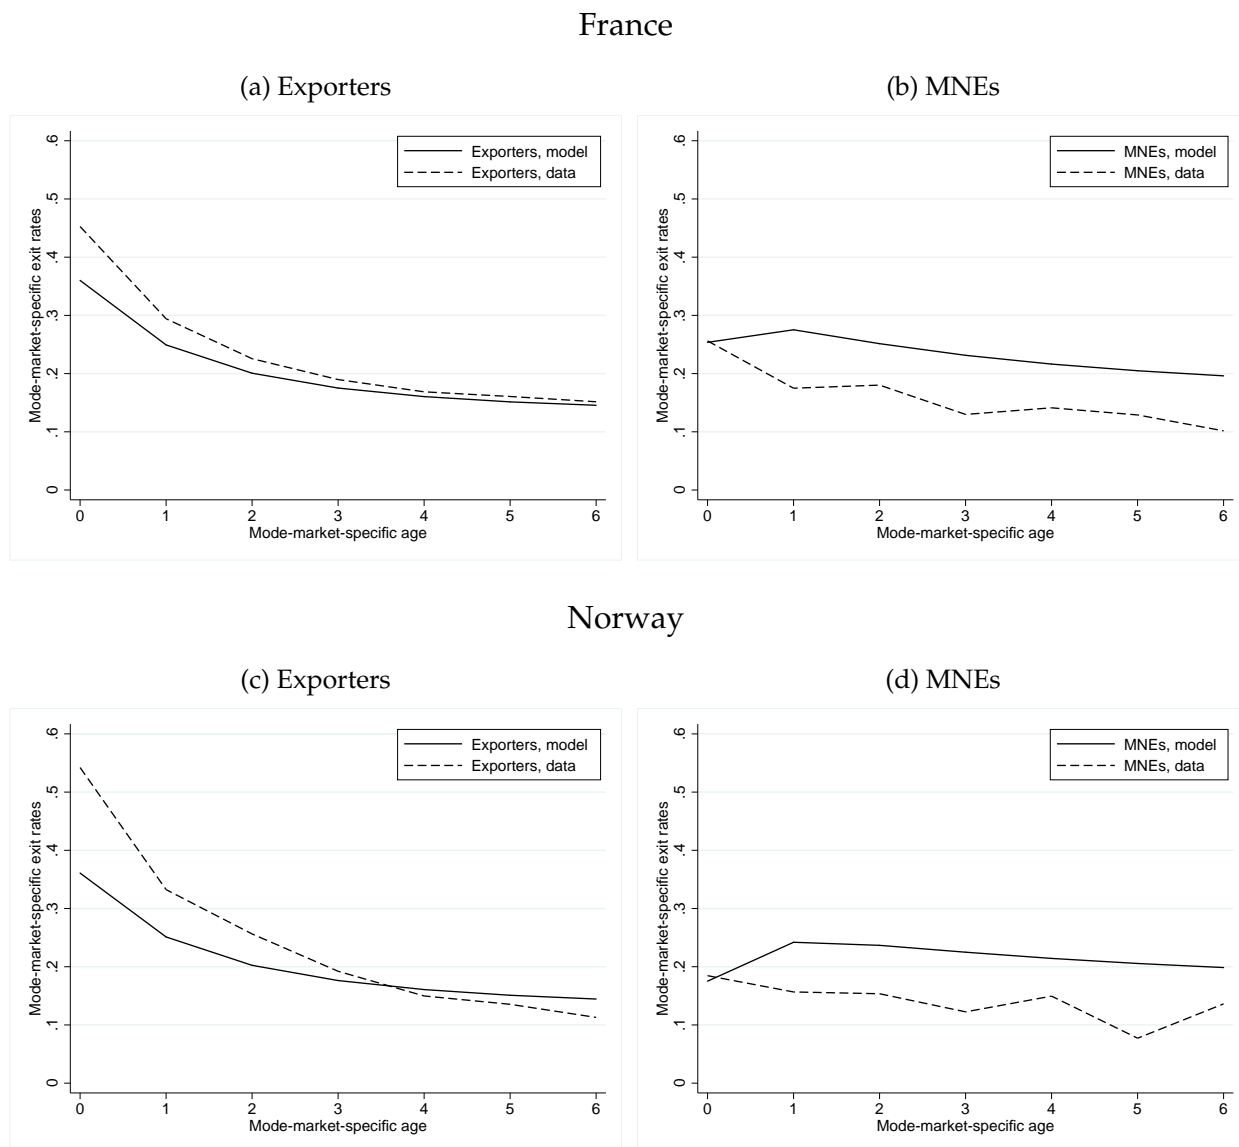 France
(a) Exporters
(b) MNEs
Mode-market-specific exit rates
0 .1 .2 .3 .4 .5 .6
Exporters, model
Exporters, data
0 1 2 3 4 5 6
Mode-market-specific age
Mode-market-specific exit rates
0 .1 .2 .3 .4 .5 .6
MNEs, model
MNEs, data
0 1 2 3 4 5 6
Mode-market-specific age
Norway
(c) Exporters
(d) MNEs
Mode-market-specific exit rates
0 .1 .2 .3 .4 .5 .6
Exporters, model
Exporters, data
0 1 2 3 4 5 6
Mode-market-specific age
Mode-market-specific exit rates
0 .1 .2 .3 .4 .5 .6
MNEs, model
MNEs, data
0 1 2 3 4 5 6
Mode-market-specific age